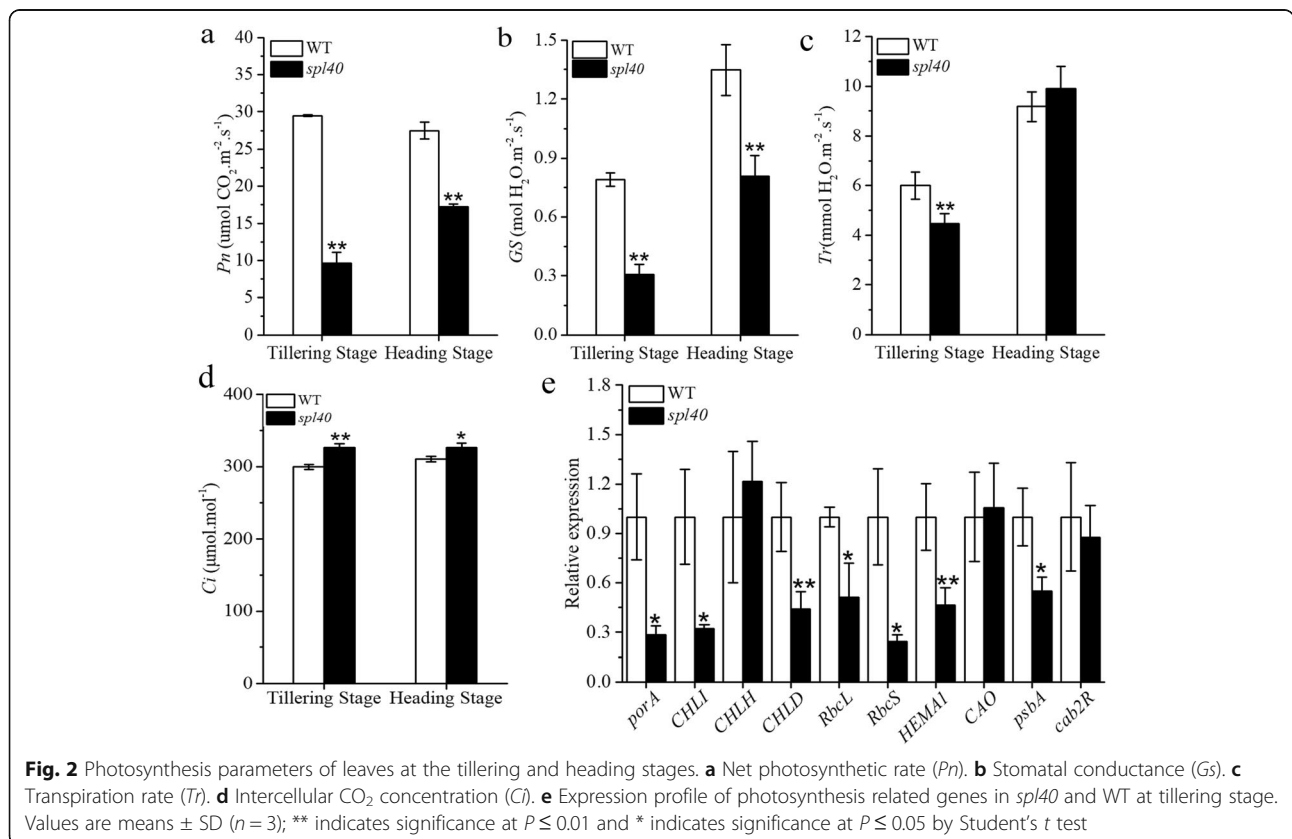 a
40
35
30
25
20
15
10
5
0
Pn (umol CO₂.m⁻².s⁻¹)
WT
spl40
**
**
Tillering Stage Heading Stage
b
1.5
1.2
0.9
0.6
0.3
0.0
GS (mol H₂O.m⁻².s⁻¹)
WT
spl40
**
**
Tillering Stage Heading Stage
c
12
10
8
6
4
2
0
Tr(mmol H₂O.m⁻².s⁻¹)
WT
spl40
**
Tillering Stage Heading Stage
d
400
300
200
100
0
Ci (μmol.mol⁻¹)
WT
spl40
**
*
Tillering Stage Heading Stage
e
1.8
1.5
1.2
0.9
0.6
0.3
0.0
Relative expression
WT
spl40
*
*
**
*
*
**
*
porA
CHLI
CHLH
CHLD
RbcL
RbcS
HEMA1
CAO
psbA
cab2R
Fig. 2 Photosynthesis parameters of leaves at the tillering and heading stages. a Net photosynthetic rate (Pn). b Stomatal conductance (Gs). c
Transpiration rate (Tr). d Intercellular CO₂ concentration (Ci). e Expression profile of photosynthesis related genes in spl40 and WT at tillering stage.
Values are means ± SD (n = 3); ** indicates significance at P ≤ 0.01 and * indicates significance at P ≤ 0.05 by Student's t test